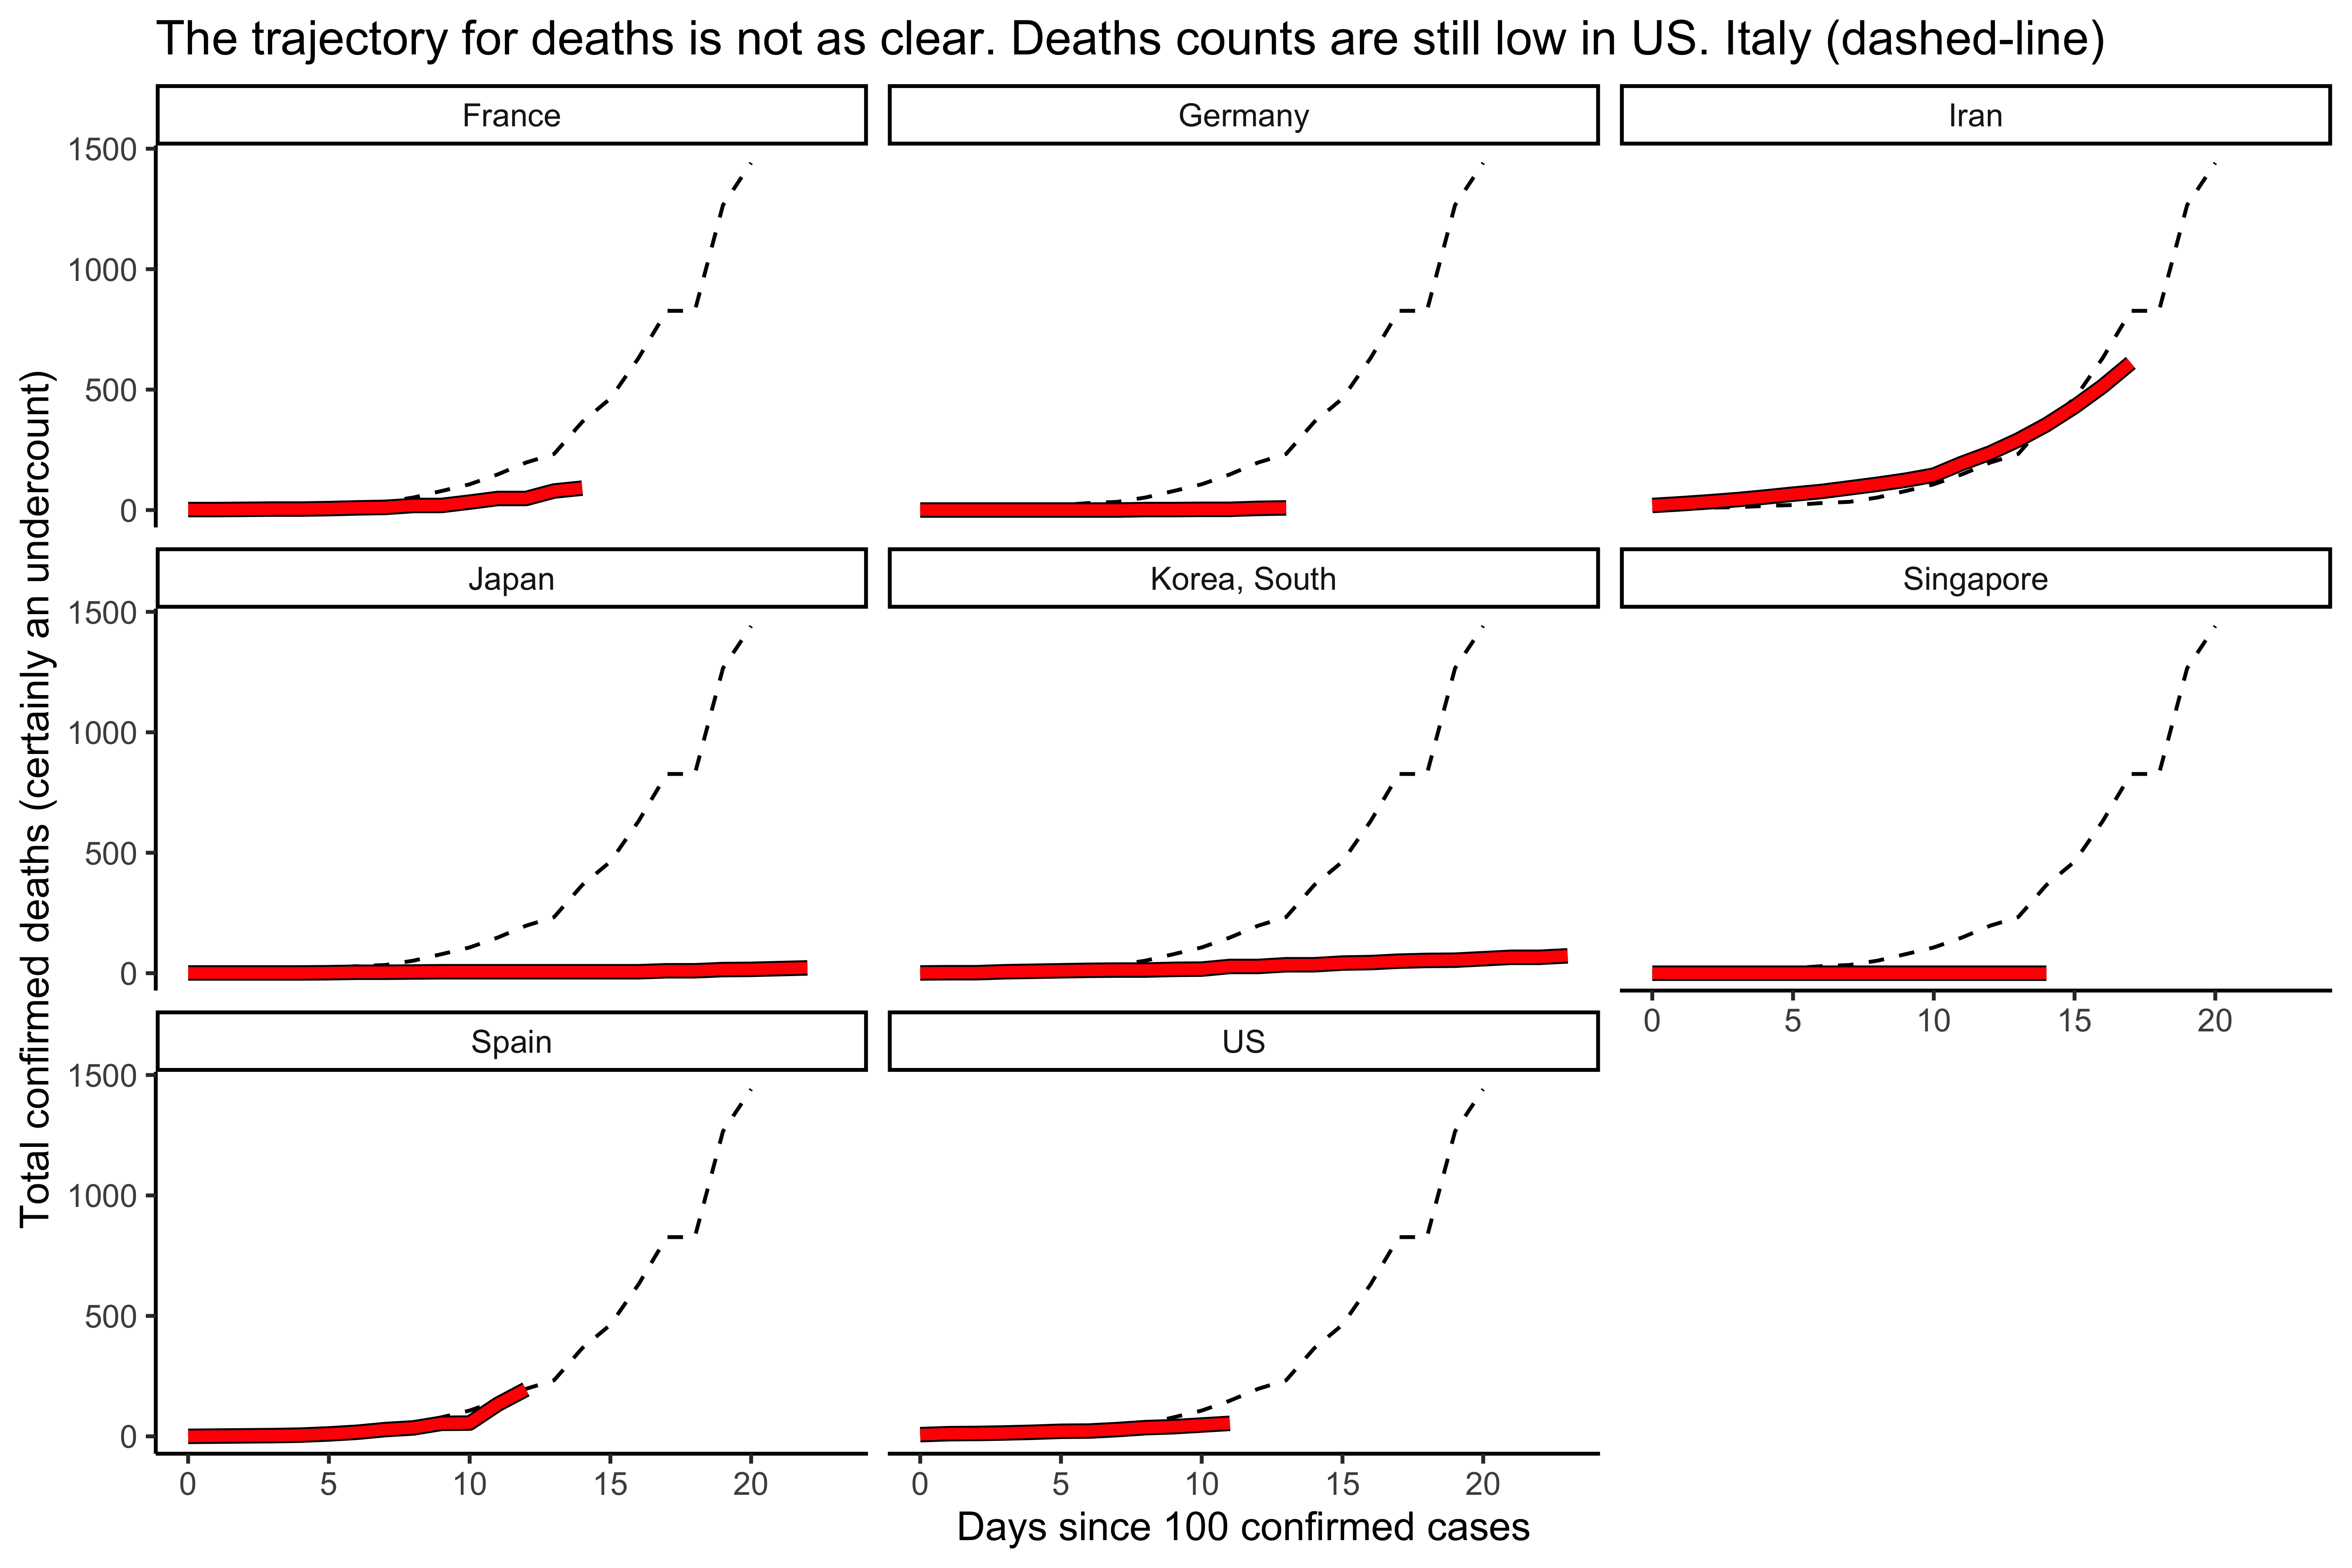 The trajectory for deaths is not as clear. Deaths counts are still low in US. Italy (dashed-line)
Total confirmed deaths (certainly an undercount)
France
Germany
Iran
1500
1000
500
0
Japan
Korea, South
Singapore
1500
1000
500
0
0 5 10 15 20
Spain
US
1500
1000
500
0
0 5 10 15 20
0 5 10 15 20
Days since 100 confirmed cases